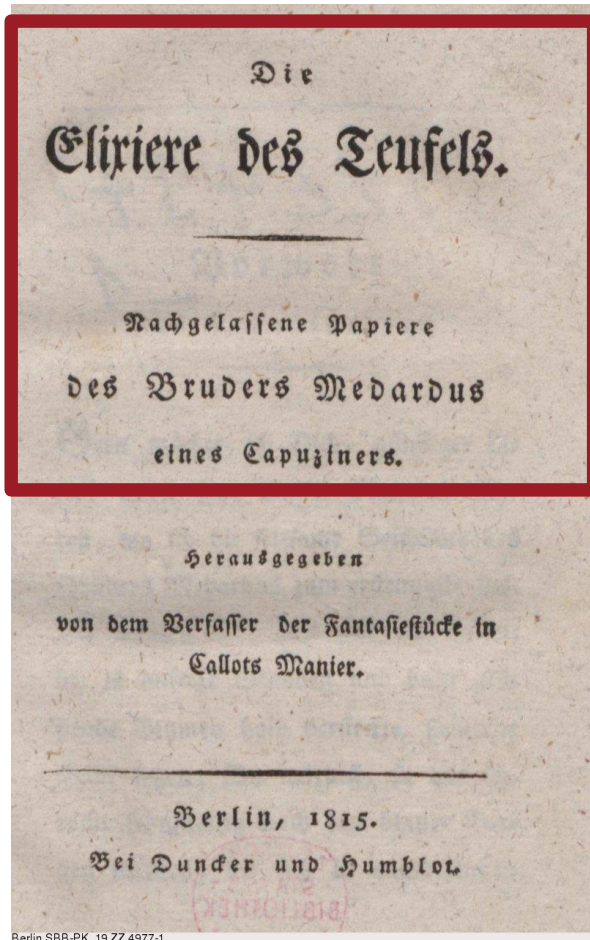 Die
Elixiere des Teufels.
Nachgelassene Papiere
des Bruders Medardus
eines Capuziners.
Herausgegeben
von dem Verfasser der Fantasiestücke in
Callots Manier.
Berlin, 1815.
Bei Duncker und Humblot.
BIBLIOTHEK
Berlin SBB-PK, 19 ZZ 4977-1